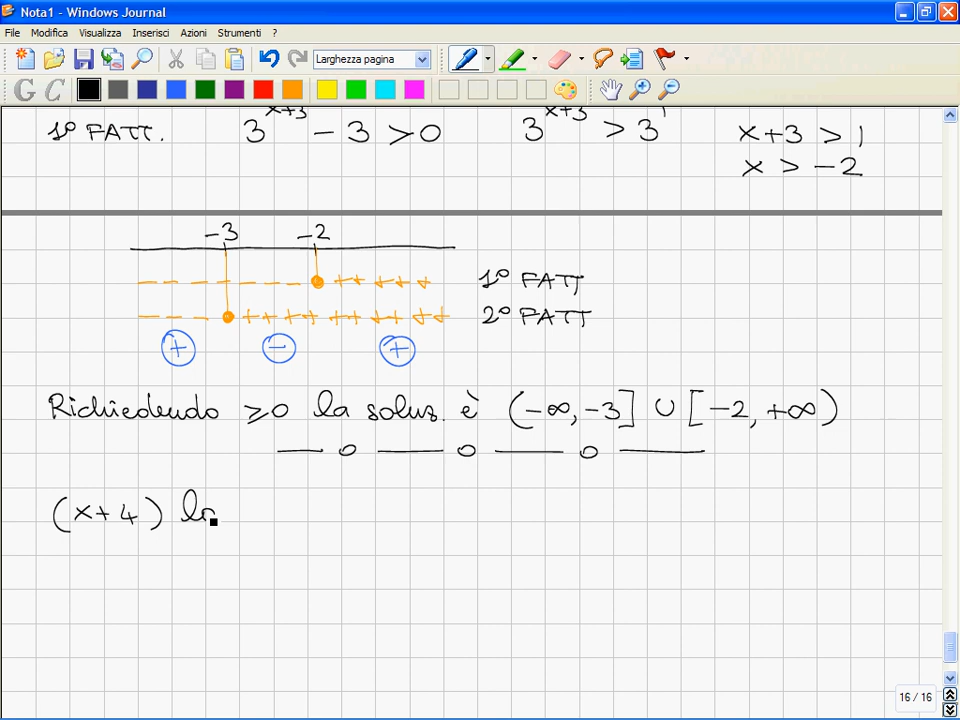 Nota1 - Windows Journal
File Modifica Visualizza Inserisci Azioni Strumenti ?
Larghezza pagina
G C
1° FATT. 3^{x+3} - 3 > 0 3^{x+3} > 3^1 x+3 > 1
x > -2
-3 -2
- - - - - - - ++ ++ + + 1° FATT
- - - - ++ ++ ++ ++ ++ 2° FATT
+ - +
Richiedendo ≥0 la soluz. è (-∞, -3] ∪ [-2, +∞)
— o — o — o —
(x+4)
16 / 16